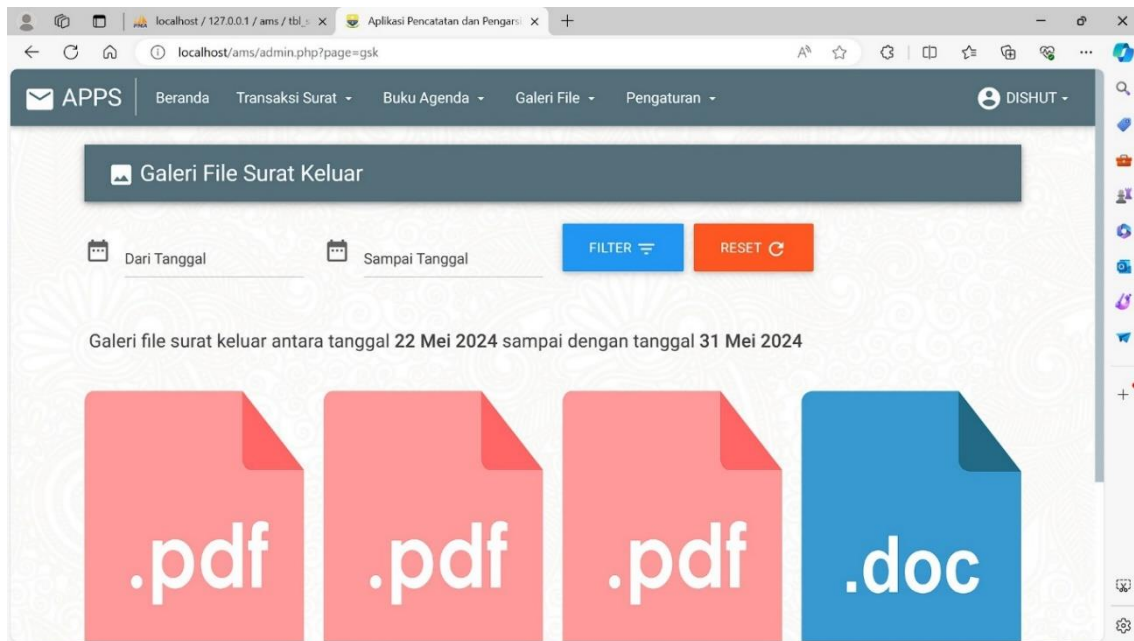 localhost / 127.0.0.1 / ams / tbl_s
Aplikasi Pencatatan dan Pengarsi
localhost/ams/admin.php?page=gsk
APPS Beranda Transaksi Surat Buku Agenda Galeri File Pengaturan DISHUT
Galeri File Surat Keluar
Dari Tanggal Sampai Tanggal FILTER RESET
Galeri file surat keluar antara tanggal 22 Mei 2024 sampai dengan tanggal 31 Mei 2024
.pdf .pdf .pdf .doc